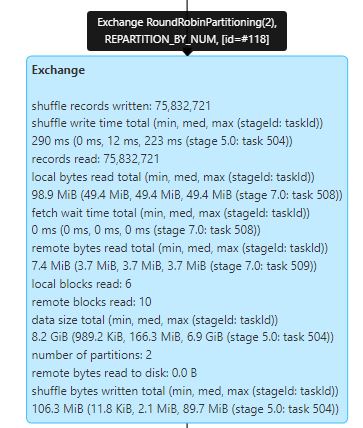 Exchange RoundRobinPartitioning(2),
REPARTITION_BY_NUM, [id=#118]
Exchange
shuffle records written: 75,832,721
shuffle write time total (min, med, max (stageId: taskId))
290 ms (0 ms, 12 ms, 223 ms (stage 5.0: task 504))
records read: 75,832,721
local bytes read total (min, med, max (stageId: taskId))
98.9 MiB (49.4 MiB, 49.4 MiB, 49.4 MiB (stage 7.0: task 508))
fetch wait time total (min, med, max (stageId: taskId))
0 ms (0 ms, 0 ms, 0 ms (stage 7.0: task 508))
remote bytes read total (min, med, max (stageId: taskId))
7.4 MiB (3.7 MiB, 3.7 MiB, 3.7 MiB (stage 7.0: task 509))
local blocks read: 6
remote blocks read: 10
data size total (min, med, max (stageId: taskId))
8.2 GiB (989.2 KiB, 166.3 MiB, 6.9 GiB (stage 5.0: task 504))
number of partitions: 2
remote bytes read to disk: 0.0 B
shuffle bytes written total (min, med, max (stageId: taskId))
106.3 MiB (11.8 KiB, 2.1 MiB, 89.7 MiB (stage 5.0: task 504))